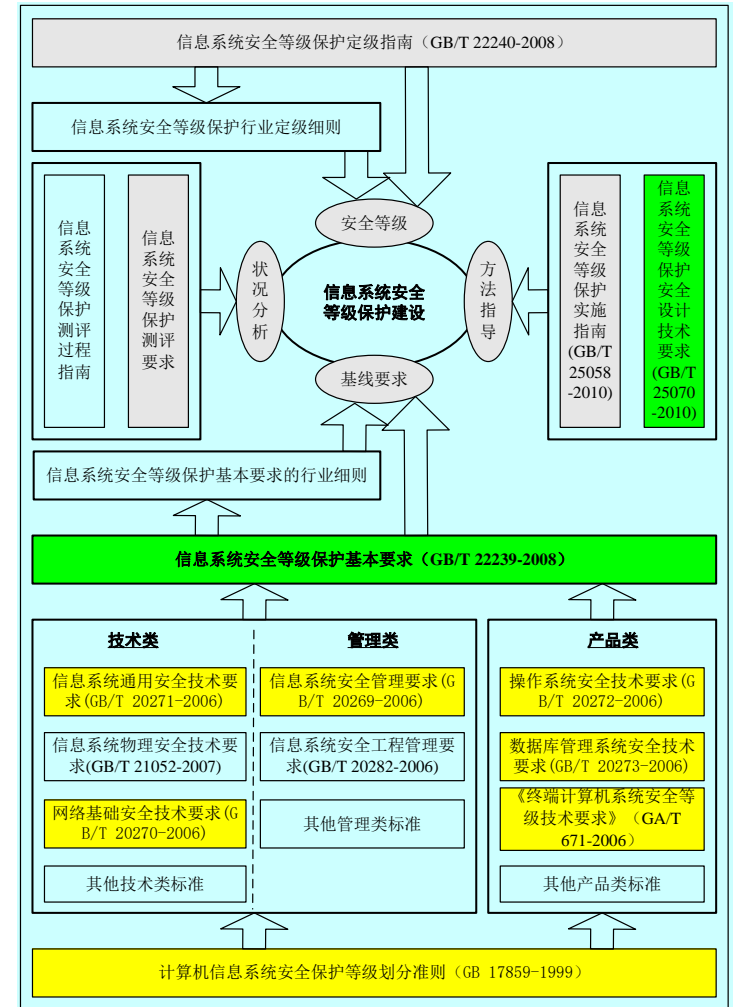 信息系统安全等级保护定级指南（GB/T 22240-2008）
信息系统安全等级保护行业定级细则
信息
系统
安全
等级
保护
测评
过程
指南
信息
系统
安全
等级
保护
测评
要求
状
况
分
析
安全等级
信息系统安全
等级保护建设
基线要求
方
法
指
导
信息
系统
安全
等级
保护
实施
指南
(GB/T
25058
-2010)
信息
系统
安全
等级
保护
安全
设计
技术
要求
(GB/T
25070
-2010)
信息系统安全等级保护基本要求的行业细则
信息系统安全等级保护基本要求（GB/T 22239-2008）
技术类
信息系统通用安全技术要
求(GB/T 20271-2006)
信息系统物理安全技术要
求(GB/T 21052-2007)
网络基础安全技术要求(G
B/T 20270-2006)
其他技术类标准
管理类
信息系统安全管理要求(G
B/T 20269-2006)
信息系统安全工程管理要
求(GB/T 20282-2006)
其他管理类标准
产品类
操作系统安全技术要求(G
B/T 20272-2006)
数据库管理系统安全技术
要求(GB/T 20273-2006)
《终端计算机系统安全等
级技术要求》（GA/T
671-2006）
其他产品类标准
计算机信息系统安全保护等级划分准则（GB 17859-1999）